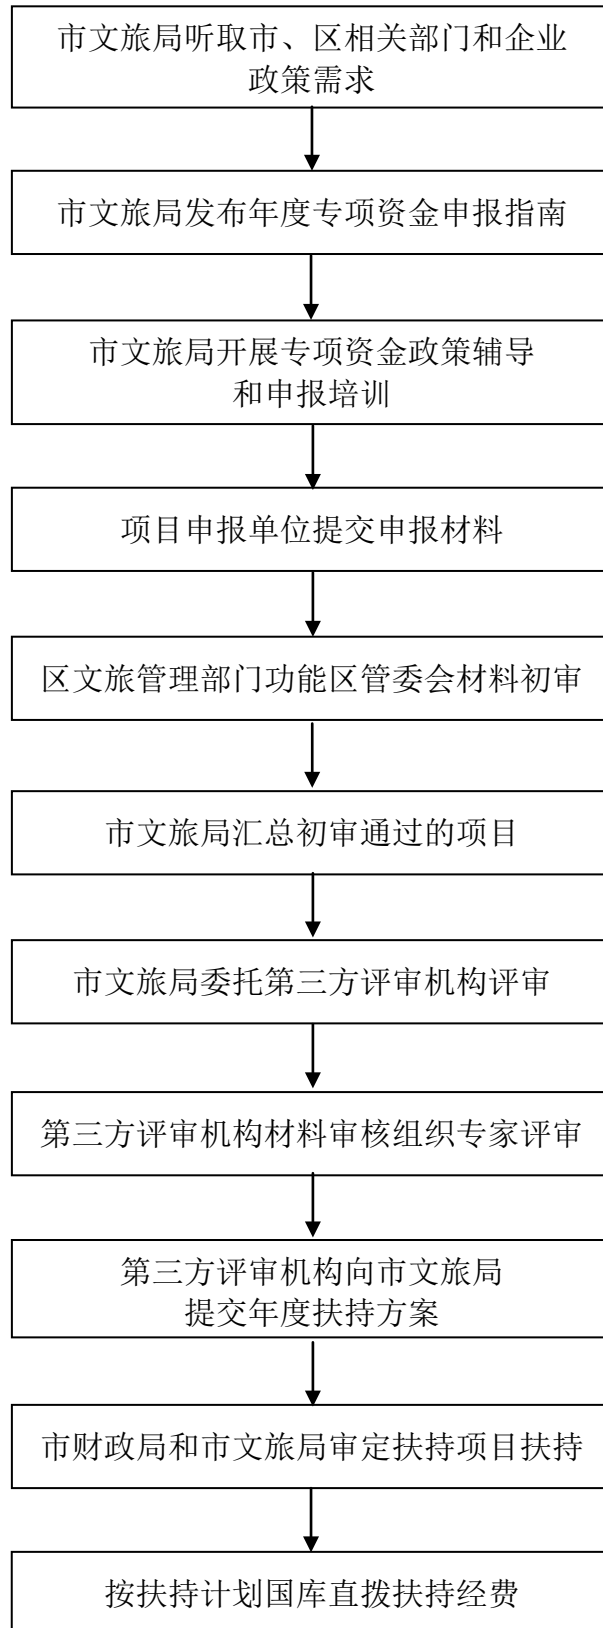 市文旅局听取市、区相关部门和企业
政策需求
市文旅局发布年度专项资金申报指南
市文旅局开展专项资金政策辅导
和申报培训
项目申报单位提交申报材料
区文旅管理部门功能区管委会材料初审
市文旅局汇总初审通过的项目
市文旅局委托第三方评审机构评审
第三方评审机构材料审核组织专家评审
第三方评审机构向市文旅局
提交年度扶持方案
市财政局和市文旅局审定扶持项目扶持
按扶持计划国库直拨扶持经费